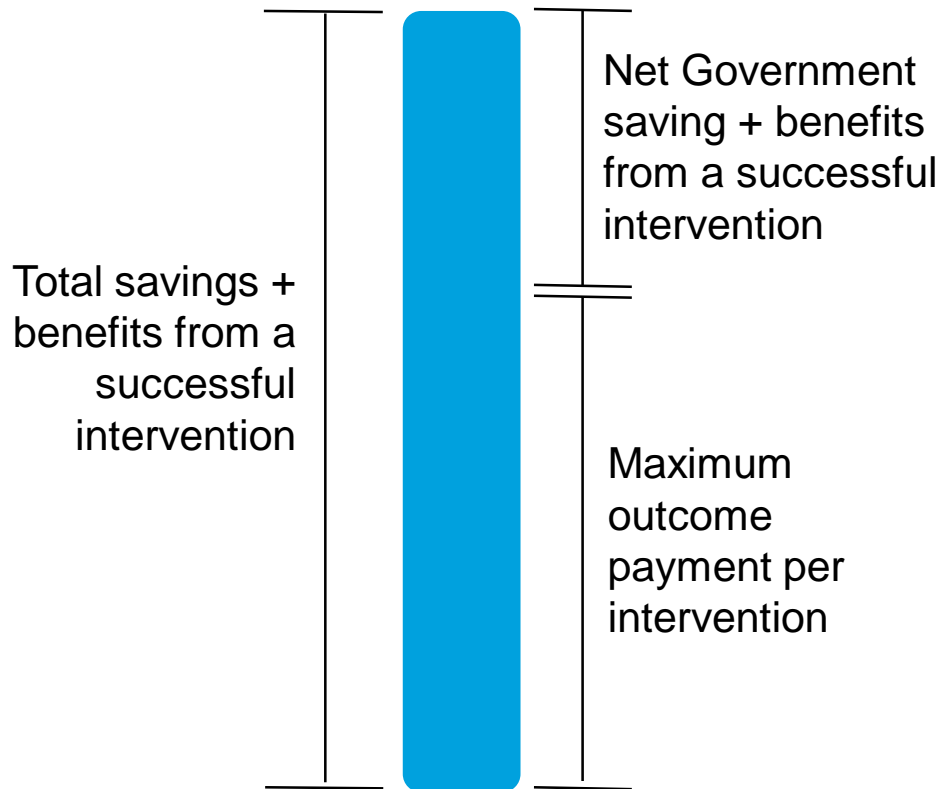 Total savings +
benefits from a
successful
intervention
Net Government
saving + benefits
from a successful
intervention
Maximum
outcome
payment per
intervention